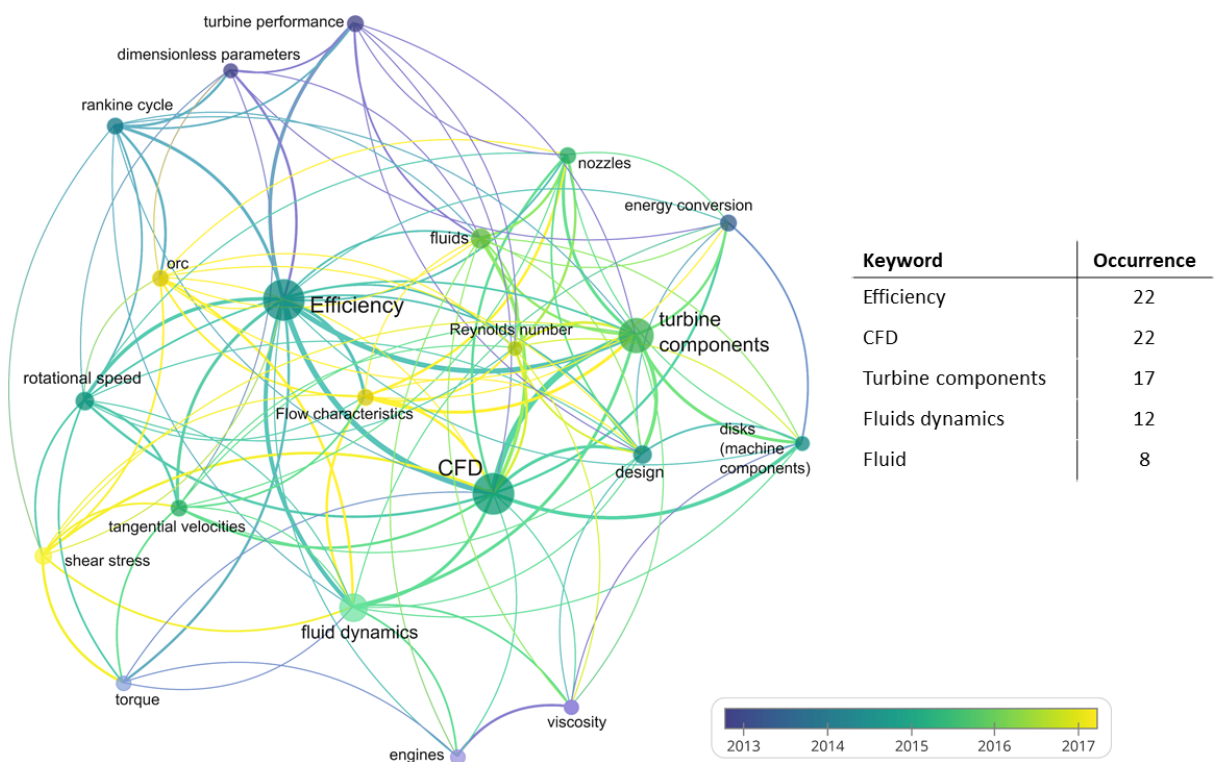 turbine performance
dimensionless parameters
rankine cycle
nozzles
energy conversion
fluids
orc
Efficiency
Reynolds number
turbine
components
rotational speed
Flow characteristics
CFD
design
disks
(machine
components)
tangential velocities
shear stress
fluid dynamics
torque
viscosity
engines
Keyword Occurrence
Efficiency 22
CFD 22
Turbine components 17
Fluids dynamics 12
Fluid 8
2013 2014 2015 2016 2017